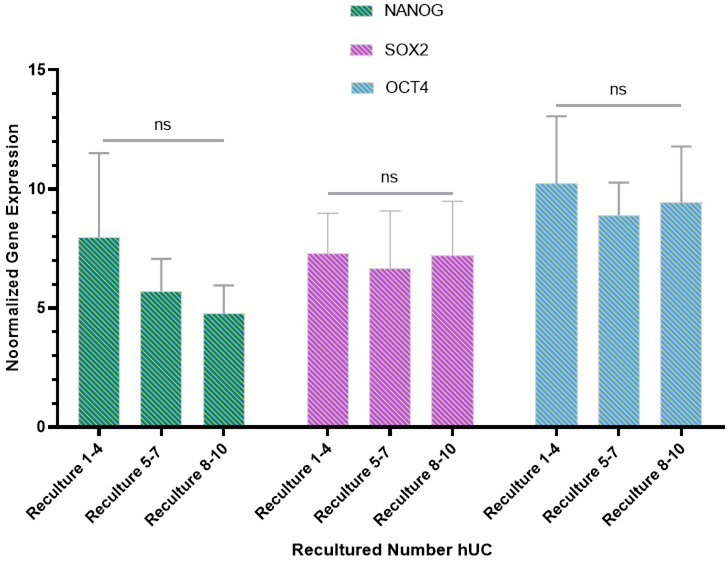 NANOG
SOX2
OCT4
Noormalized Gene Expression
15
10
5
0
ns
ns
ns
Reculture 1-4
Reculture 5-7
Reculture 8-10
Reculture 1-4
Reculture 5-7
Reculture 8-10
Reculture 1-4
Reculture 5-7
Reculture 8-10
Recultured Number hUC